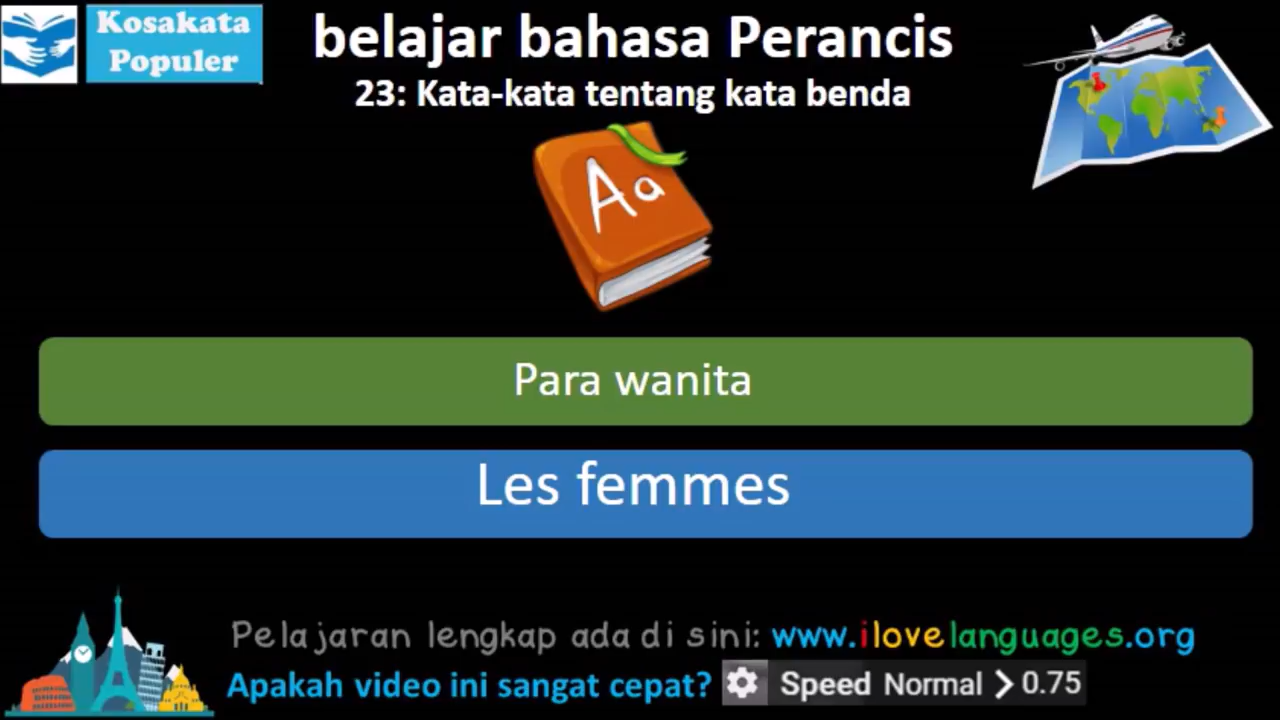 Kosakata
Populer
belajar bahasa Perancis
23: Kata-kata tentang kata benda
Aa
Para wanita
Les femmes
Pelajaran lengkap ada di sini: www.ilovelanguages.org
Apakah video ini sangat cepat? Speed Normal > 0.75